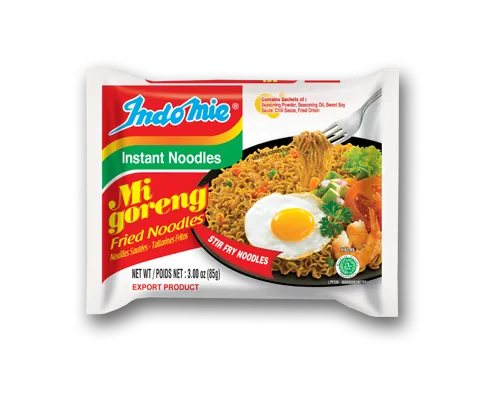 Indomie®
Instant Noodles
Mi
goreng
Fried Noodles
Nouilles Sautées - Tallarines Fritos
NET WT / POIDS NET : 3.00 oz (85g)
EXPORT PRODUCT
Contains Sachets of :
Seasoning Powder, Seasoning Oil, Sweet Soy
Sauce, Chili Sauce, Fried Onion
STIR FRY NOODLES
HALAL